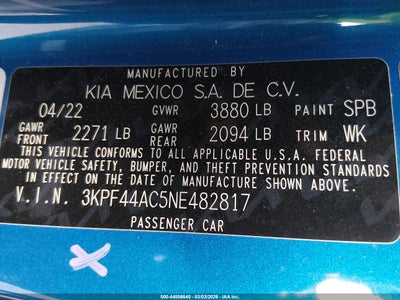 MANUFACTURED BY
KIA MEXICO S.A. DE C.V.
04/22 GVWR 3880 LB PAINT SPB
GAWR FRONT 2271 LB GAWR REAR 2094 LB TRIM WK
THIS VEHICLE CONFORMS TO ALL APPLICABLE U.S.A. FEDERAL
MOTOR VEHICLE SAFETY, BUMPER, AND THEFT PREVENTION STANDARDS
IN EFFECT ON THE DATE OF MANUFACTURE SHOWN ABOVE.
V.I.N. 3KPF44AC5NE482817
PASSENGER CAR
000-44608640 - 03/03/2026 - IAA Inc.